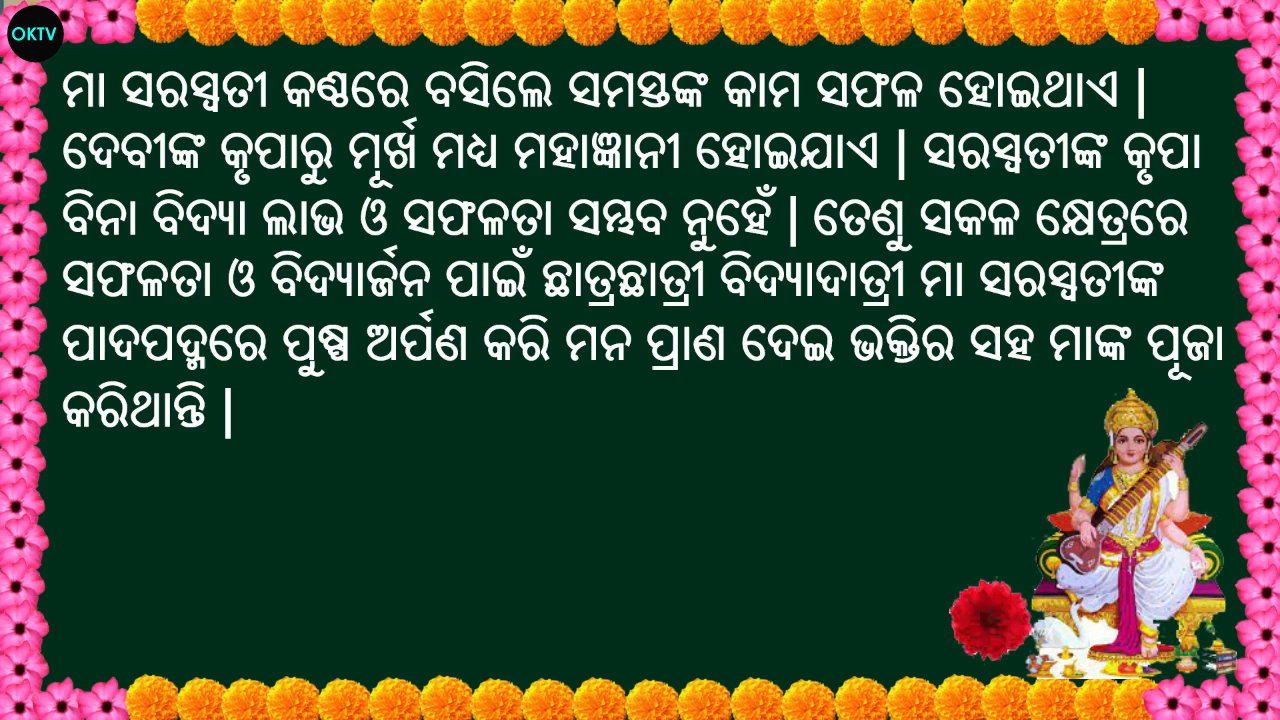 OKTV
ମା ସରସ୍ୱତୀ କଣ୍ଠରେ ବସିଲେ ସମସ୍ତଙ୍କ କାମ ସଫଳ ହୋଇଥାଏ |
ଦେବୀଙ୍କ କୃପାରୁ ମୂର୍ଖ ମଧ୍ୟ ମହାଜ୍ଞାନୀ ହୋଇଯାଏ | ସରସ୍ୱତୀଙ୍କ କୃପା
ବିନା ବିଦ୍ୟା ଲାଭ ଓ ସଫଳତା ସମ୍ଭବ ନୁହେଁ | ତେଣୁ ସକଳ କ୍ଷେତ୍ରରେ
ସଫଳତା ଓ ବିଦ୍ୟାର୍ଜନ ପାଇଁ ଛାତ୍ରଛାତ୍ରୀ ବିଦ୍ୟାଦାତ୍ରୀ ମା ସରସ୍ୱତୀଙ୍କ
ପାଦପଦ୍ମରେ ପୁଷ୍ପ ଅର୍ପଣ କରି ମନ ପ୍ରାଣ ଦେଇ ଭକ୍ତିର ସହ ମାଙ୍କ ପୂଜା
କରିଥାନ୍ତି |